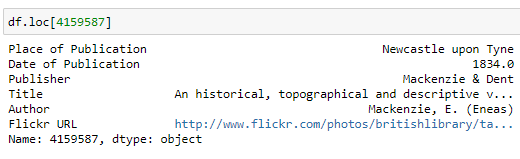 df.loc[4159587]
Place of Publication Newcastle upon Tyne
Date of Publication 1834.0
Publisher Mackenzie & Dent
Title An historical, topographical and descriptive v...
Author Mackenzie, E. (Eneas)
Flickr URL http://www.flickr.com/photos/britishlibrary/ta...
Name: 4159587, dtype: object